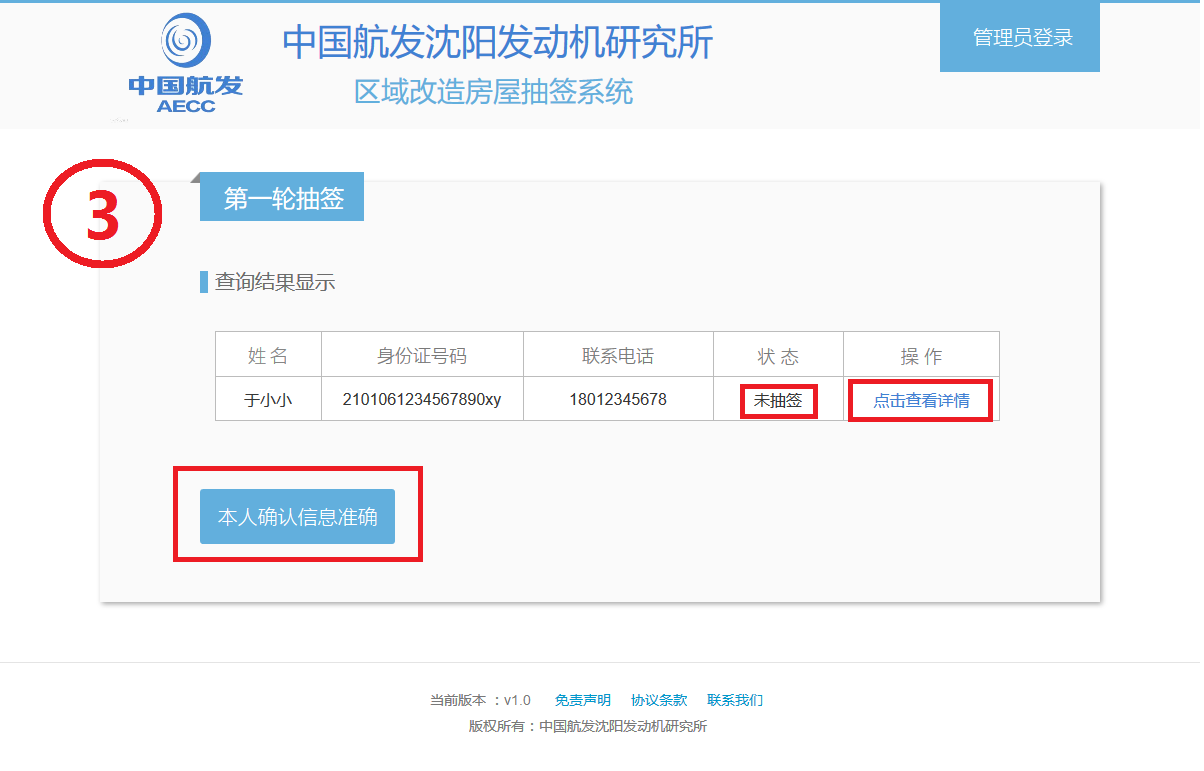 中国航发
AECC
中国航发沈阳发动机研究所
区域改造房屋抽签系统
管理员登录
3
第一轮抽签
查询结果显示
姓 名 身份证号码 联系电话 状 态 操 作
于小小 2101061234567890xy 18012345678 未抽签 点击查看详情
本人确认信息准确
当前版本 ：v1.0 免责声明 协议条款 联系我们
版权所有：中国航发沈阳发动机研究所